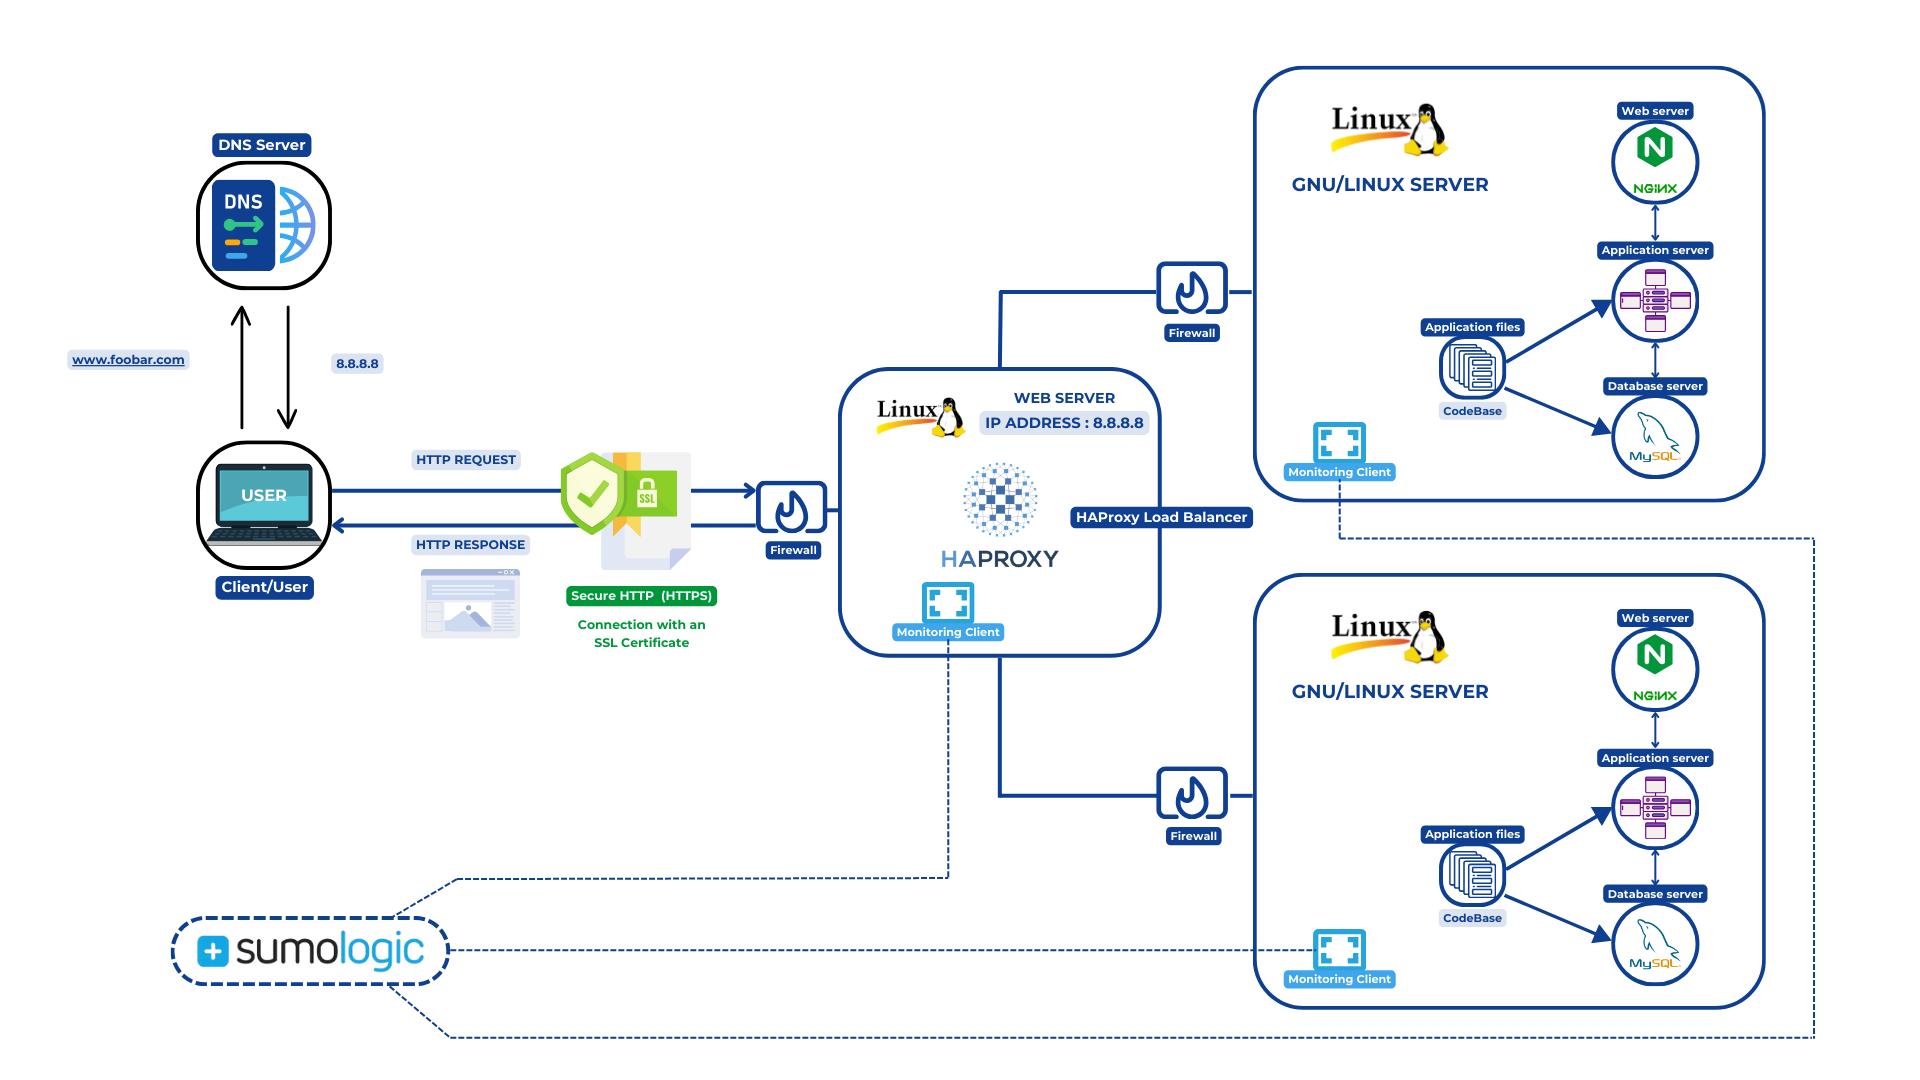 DNS Server
DNS
www.foobar.com
8.8.8.8
USER
Client/User
HTTP REQUEST
HTTP RESPONSE
SSL
Secure HTTP (HTTPS)
Connection with an
SSL Certificate
Firewall
Linux
WEB SERVER
IP ADDRESS : 8.8.8.8
HAPROXY
HAProxy Load Balancer
Monitoring Client
Firewall
Linux
GNU/LINUX SERVER
Web server
NGINX
Application server
Application files
CodeBase
Database server
MySQL
Monitoring Client
Firewall
Linux
GNU/LINUX SERVER
Web server
NGINX
Application server
Application files
CodeBase
Database server
MySQL
Monitoring Client
sumologic